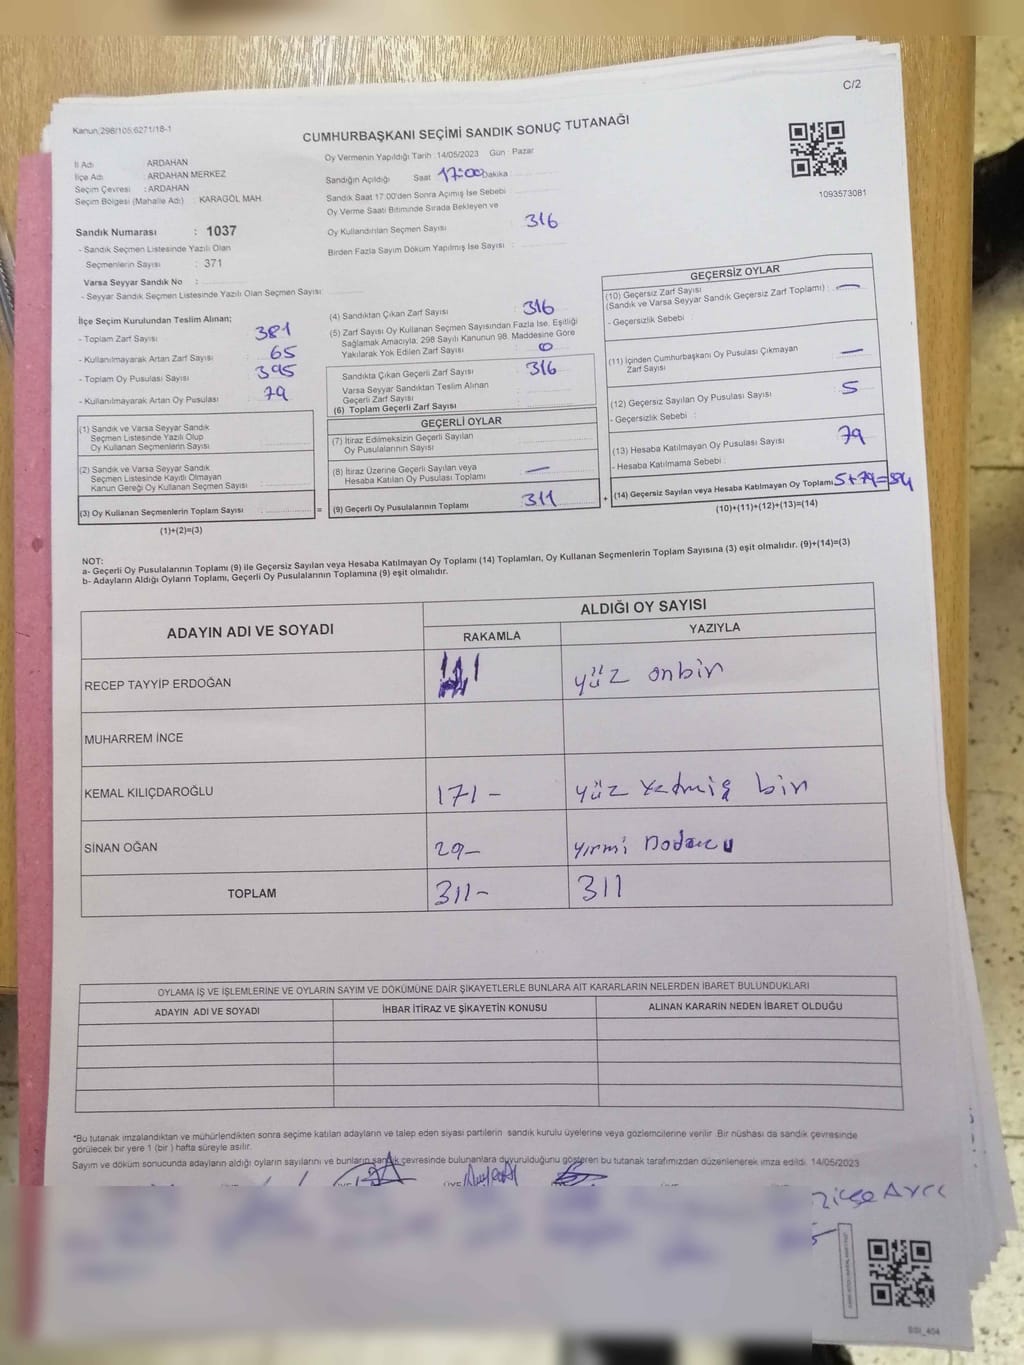 C/2
Kanun;298/105,6271/18-1
CUMHURBAŞKANI SEÇİMİ SANDIK SONUÇ TUTANAĞI
1093573081
İl Adı : ARDAHAN
İlçe Adı : ARDAHAN MERKEZ
Seçim Çevresi : ARDAHAN
Seçim Bölgesi (Mahalle Adı) : KARAGÖL MAH.
Sandık Numarası : 1037
- Sandık Seçmen Listesinde Yazılı Olan
Seçmenlerin Sayısı : 371
Varsa Seyyar Sandık No :
- Seyyar Sandık Seçmen Listesinde Yazılı Olan Seçmen Sayısı:
Oy Vermenin Yapıldığı Tarih :14/05/2023 Gün : Pazar
Sandığın Açıldığı Saat 17:00 Dakika
Sandık Saat 17:00'den Sonra Açımış İse Sebebi
Oy Verme Saati Bitiminde Sırada Bekleyen ve
Oy Kullandırılan Seçmen Sayısı : 316
Birden Fazla Sayım Döküm Yapılmış İse Sayısı :
İlçe Seçim Kurulundan Teslim Alınan;
- Toplam Zarf Sayısı : 381
- Kullanılmayarak Artan Zarf Sayısı : 65
- Toplam Oy Pusulası Sayısı : 395
- Kullanılmayarak Artan Oy Pusulası : 79
(1) Sandık ve Varsa Seyyar Sandık
Seçmen Listesinde Yazılı Olup
Oy Kullanan Seçmenlerin Sayısı :
(2) Sandık ve Varsa Seyyar Sandık
Seçmen Listesinde Kayıtlı Olmayan
Kanun Gereği Oy Kullanan Seçmen Sayısı :
(3) Oy Kullanan Seçmenlerin Toplam Sayısı : =
(1)+(2)=(3)
(4) Sandıktan Çıkan Zarf Sayısı : 316
(5) Zarf Sayısı Oy Kullanan Seçmen Sayısından Fazla İse, Eşitliği
Sağlamak Amacıyla; 298 Sayılı Kanunun 98. Maddesine Göre
Yakılarak Yok Edilen Zarf Sayısı : 0
Sandıkta Çıkan Geçerli Zarf Sayısı : 316
Varsa Seyyar Sandıktan Teslim Alınan
Geçerli Zarf Sayısı :
(6) Toplam Geçerli Zarf Sayısı :
GEÇERLİ OYLAR
(7) İtiraz Edilmeksizin Geçerli Sayılan
Oy Pusulalarının Sayısı :
(8) İtiraz Üzerine Geçerli Sayılan veya
Hesaba Katılan Oy Pusulası Toplamı : —
(9) Geçerli Oy Pusulalarının Toplamı : 311 +
GEÇERSİZ OYLAR
(10) Geçersiz Zarf Sayısı
(Sandık ve Varsa Seyyar Sandık Geçersiz Zarf Toplamı) : —
- Geçersizlik Sebebi :
(11) İçinden Cumhurbaşkanı Oy Pusulası Çıkmayan
Zarf Sayısı : —
(12) Geçersiz Sayılan Oy Pusulası Sayısı : 5
- Geçersizlik Sebebi :
(13) Hesaba Katılmayan Oy Pusulası Sayısı : 79
- Hesaba Katılmama Sebebi :
(14) Geçersiz Sayılan veya Hesaba Katılmayan Oy Toplamı: 5+79=84
(10)+(11)+(12)+(13)=(14)
NOT:
a- Geçerli Oy Pusulalarının Toplamı (9) ile Geçersiz Sayılan veya Hesaba Katılmayan Oy Toplamı (14) Toplamları, Oy Kullanan Seçmenlerin Toplam Sayısına (3) eşit olmalıdır. (9)+(14)=(3)
b- Adayların Aldığı Oyların Toplamı, Geçerli Oy Pusulalarının Toplamına (9) eşit olmalıdır.
ADAYIN ADI VE SOYADI
ALDIĞI OY SAYISI
RAKAMLA YAZIYLA
RECEP TAYYİP ERDOĞAN 111 yüz onbir
MUHARREM İNCE
KEMAL KILIÇDAROĞLU 171- yüz yetmiş bir
SİNAN OĞAN 29- yirmi
TOPLAM 311- 311
OYLAMA İŞ VE İŞLEMLERİNE VE OYLARIN SAYIM VE DÖKÜMÜNE DAİR ŞİKAYETLERLE BUNLARA AİT KARARLARIN NELERDEN İBARET BULUNDUKLARI
ADAYIN ADI VE SOYADI İHBAR İTİRAZ VE ŞİKAYETİN KONUSU ALINAN KARARIN NEDEN İBARET OLDUĞU
*Bu tutanak imzalandıktan ve mühürlendikten sonra seçime katılan adayların ve talep eden siyasi partilerin sandık kurulu üyelerine veya gözlemcilerine verilir. Bir nüshası da sandık çevresinde
görülecek bir yere 1 (bir ) hafta süreyle asılır.
Sayım ve döküm sonucunda adayların aldığı oyların sayılarını ve bunların sandık çevresinde bulunanlara duyurulduğunu gösteren bu tutanak tarafımızdan düzenlenerek imza edildi. 14/05/2023